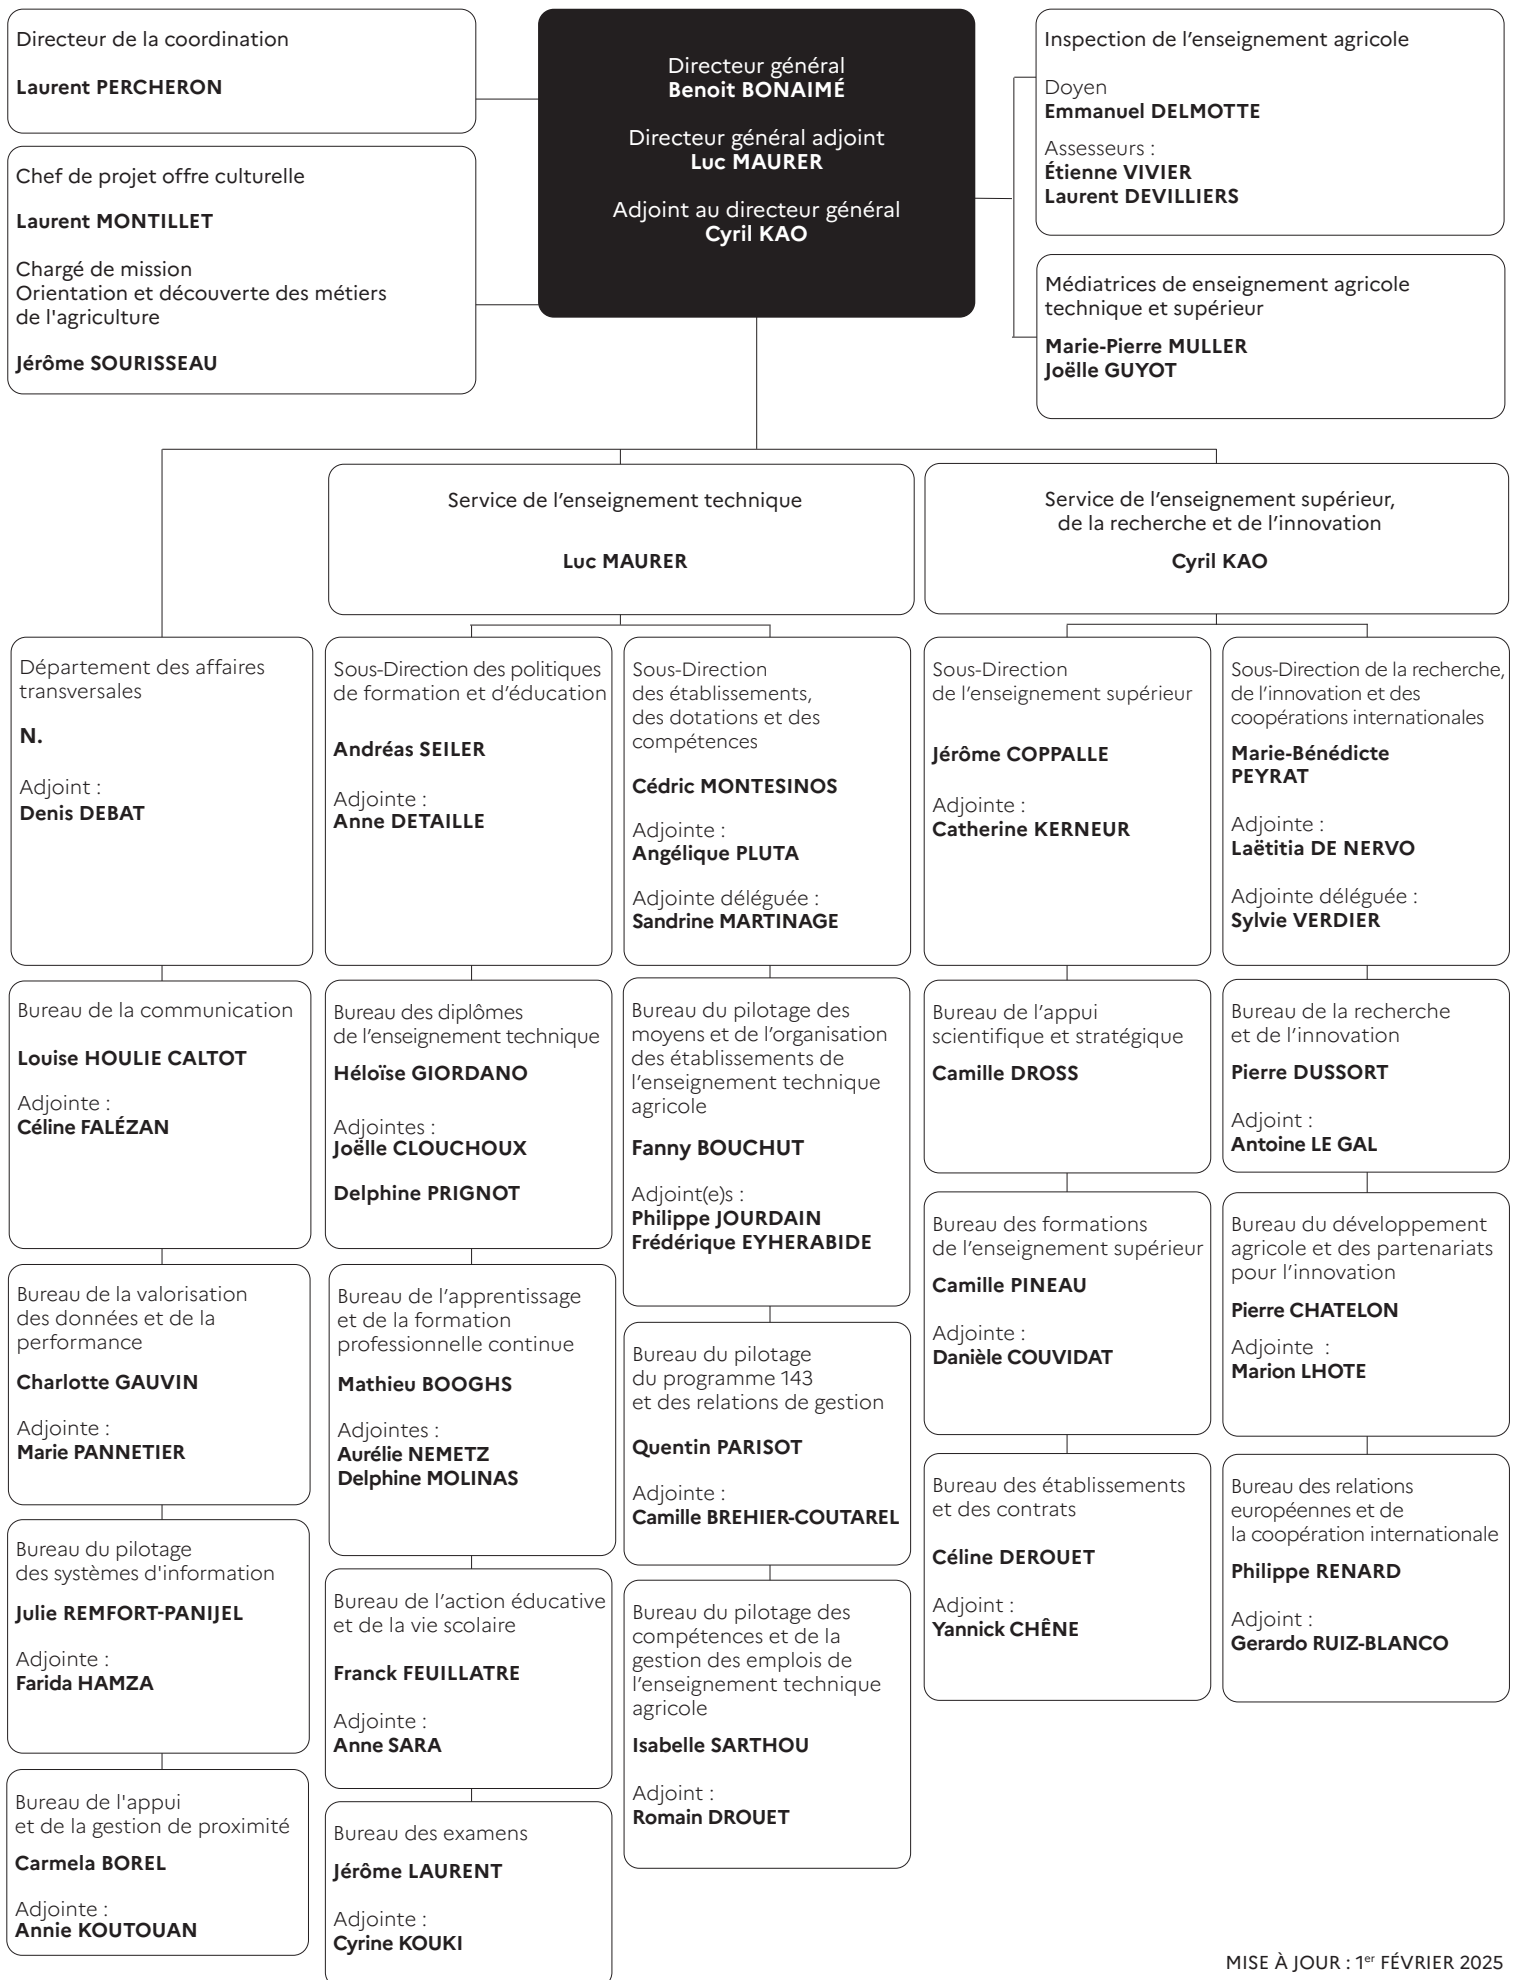 Directeur de la coordination
Laurent PERCHERON
Chef de projet offre culturelle
Laurent MONTILLET
Chargé de mission
Orientation et découverte des métiers
de l'agriculture
Jérôme SOURISSEAU
Directeur général
Benoit BONAIMÉ
Directeur général adjoint
Luc MAURER
Adjoint au directeur général
Cyril KAO
Inspection de l’enseignement agricole
Doyen
Emmanuel DELMOTTE
Assesseurs :
Étienne VIVIER
Laurent DEVILLIERS
Médiatrices de enseignement agricole
technique et supérieur
Marie-Pierre MULLER
Joëlle GUYOT
Service de l’enseignement technique
Luc MAURER
Service de l’enseignement supérieur,
de la recherche et de l’innovation
Cyril KAO
Département des affaires
transversales
N.
Adjoint :
Denis DEBAT
Bureau de la communication
Louise HOULIE CALTOT
Adjointe :
Céline FALÉZAN
Bureau de la valorisation
des données et de la
performance
Charlotte GAUVIN
Adjointe :
Marie PANNETIER
Bureau du pilotage
des systèmes d'information
Julie REMFORT-PANIJEL
Adjointe :
Farida HAMZA
Bureau de l'appui
et de la gestion de proximité
Carmela BOREL
Adjointe :
Annie KOUTOUAN
Sous-Direction des politiques
de formation et d’éducation
Andréas SEILER
Adjointe :
Anne DETAILLE
Bureau des diplômes
de l’enseignement technique
Héloïse GIORDANO
Adjointes :
Joëlle CLOUCHOUX
Delphine PRIGNOT
Bureau de l’apprentissage
et de la formation
professionnelle continue
Mathieu BOOGHS
Adjointes :
Aurélie NEMETZ
Delphine MOLINAS
Bureau de l’action éducative
et de la vie scolaire
Franck FEUILLATRE
Adjointe :
Anne SARA
Bureau des examens
Jérôme LAURENT
Adjointe :
Cyrine KOUKI
Sous-Direction
des établissements,
des dotations et des
compétences
Cédric MONTESINOS
Adjointe :
Angélique PLUTA
Adjointe déléguée :
Sandrine MARTINAGE
Bureau du pilotage des
moyens et de l’organisation
des établissements de
l’enseignement technique
agricole
Fanny BOUCHUT
Adjoint(e)s :
Philippe JOURDAIN
Frédérique EYHERABIDE
Bureau du pilotage
du programme 143
et des relations de gestion
Quentin PARISOT
Adjointe :
Camille BREHIER-COUTAREL
Bureau du pilotage des
compétences et de la
gestion des emplois de
l’enseignement technique
agricole
Isabelle SARTHOU
Adjoint :
Romain DROUET
Sous-Direction
de l’enseignement supérieur
Jérôme COPPALLE
Adjointe :
Catherine KERNEUR
Bureau de l’appui
scientifique et stratégique
Camille DROSS
Bureau des formations
de l’enseignement supérieur
Camille PINEAU
Adjointe :
Danièle COUVIDAT
Bureau des établissements
et des contrats
Céline DEROUET
Adjoint :
Yannick CHÊNE
Sous-Direction de la recherche,
de l’innovation et des
coopérations internationales
Marie-Bénédicte
PEYRAT
Adjointe :
Laëtitia DE NERVO
Adjointe déléguée :
Sylvie VERDIER
Bureau de la recherche
et de l’innovation
Pierre DUSSORT
Adjoint :
Antoine LE GAL
Bureau du développement
agricole et des partenariats
pour l’innovation
Pierre CHATELON
Adjointe :
Marion LHOTE
Bureau des relations
européennes et de
la coopération internationale
Philippe RENARD
Adjoint :
Gerardo RUIZ-BLANCO
MISE À JOUR : 1er FÉVRIER 2025